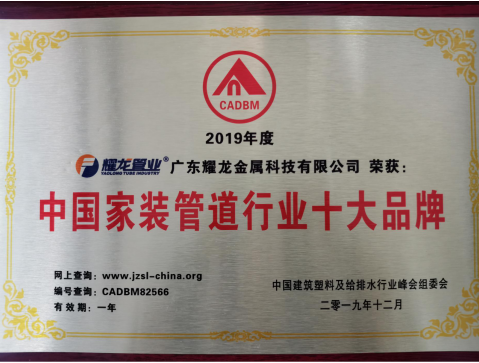 CADBM
2019年度
耀龙管业® 广东耀龙金属科技有限公司 荣获：
YAOLONG TUBE INDUSTRY
中国家装管道行业十大品牌
网上查询：www.jzsl-china.org
编号查询：CADBM82566
有效期：一年
中国建筑塑料及给排水行业峰会组委会
二零一九年十二月